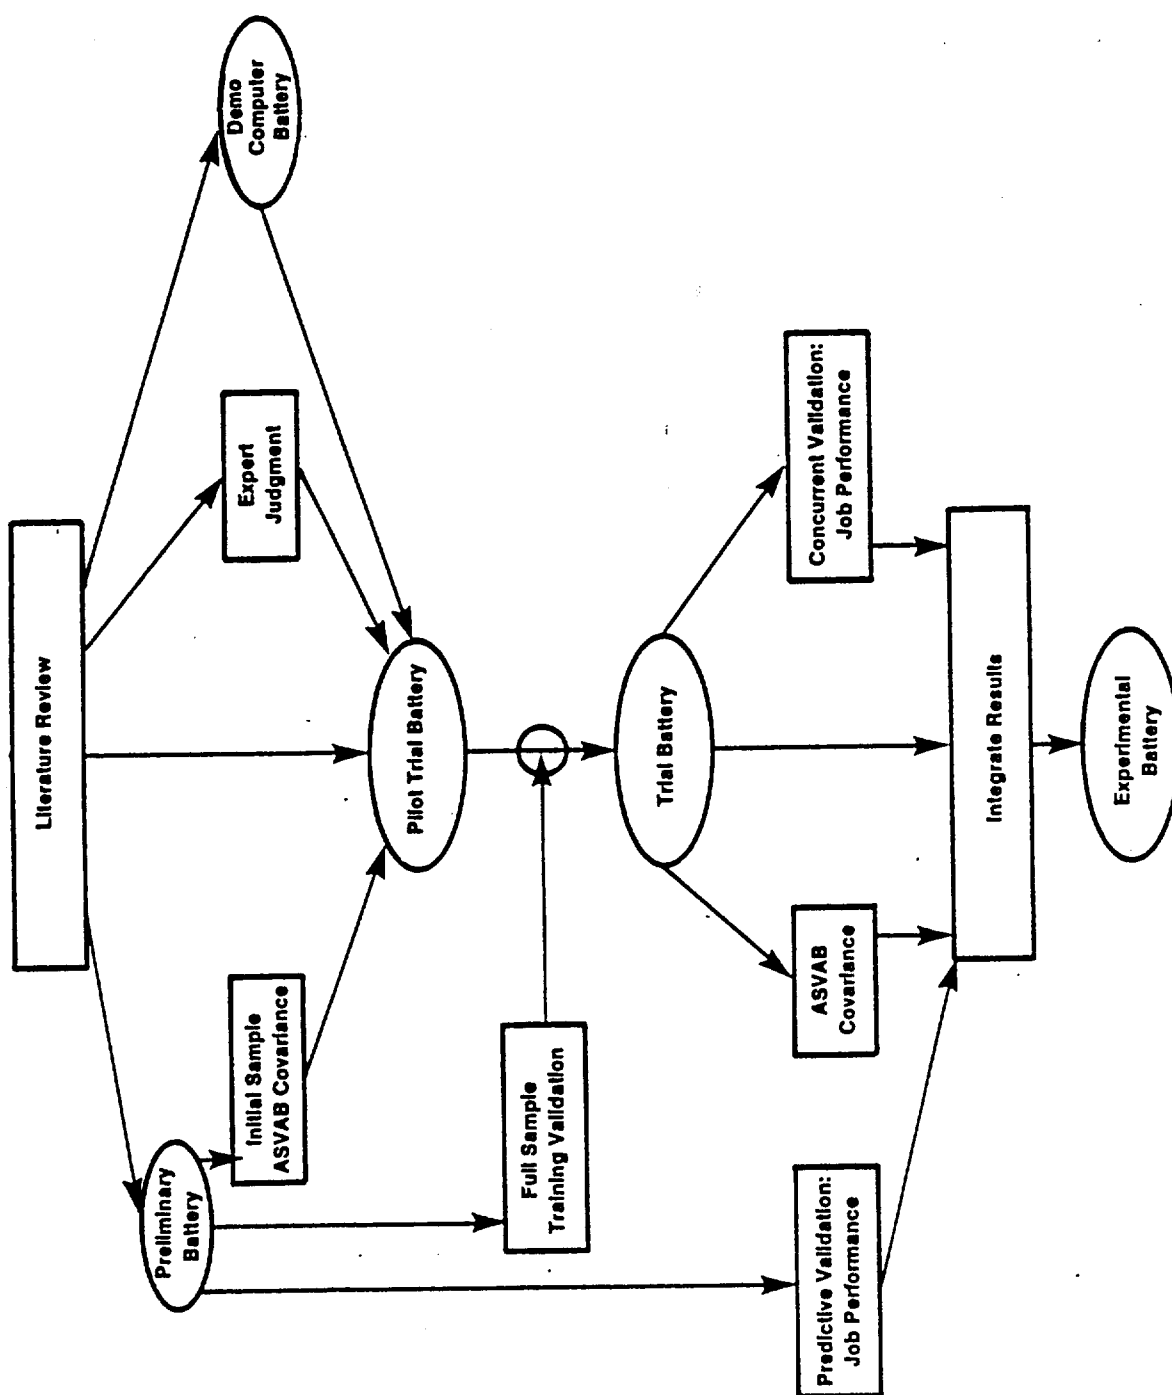 Literature Review
Preliminary
Battery
Initial Sample
ASVAB Covariance
Expert
Judgment
Demo
Computer
Battery
Pilot Trial Battery
Full Sample
Training Validation
Trial Battery
Predictive Validation:
Job Performance
ASVAB
Covariance
Concurrent Validation:
Job Performance
Integrate Results
Experimental
Battery